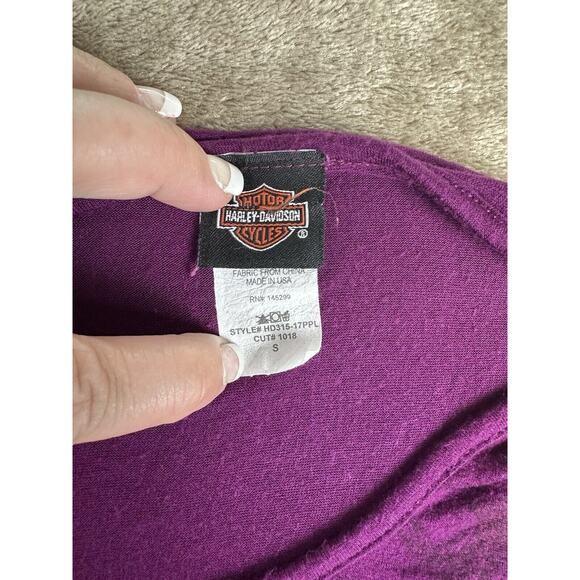 MOTOR
HARLEY-DAVIDSON
CYCLES
®
FABRIC FROM CHINA
MADE IN USA
RN# 145299
STYLE# HD315-17PPL
CUT# 1018
S